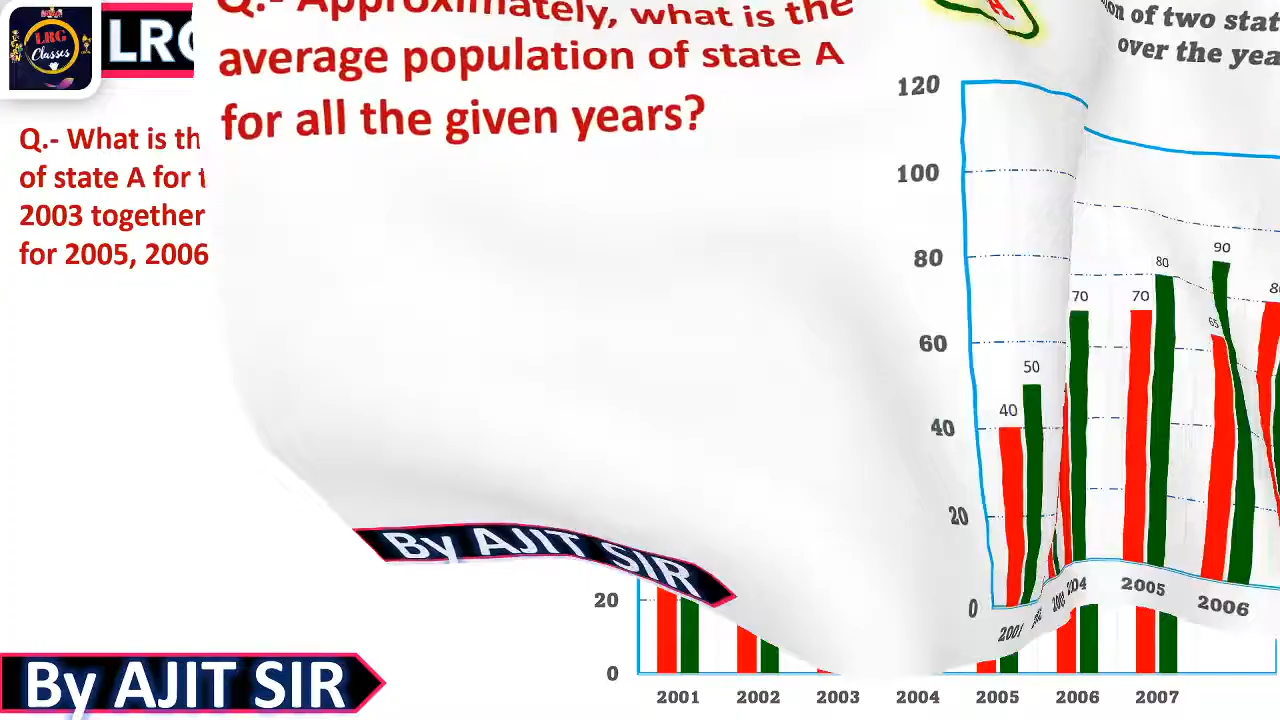 LRG
Classes
LRC
Q.- Approximately, what is the
average population of state A
for all the given years?
Q.- What is th
of state A for t
2003 together
for 2005, 2006
on of two stat
over the yea
120
100
80
60
40
20
0
40
50
70
70
80
65
90
2001
2004
2005
2006
By AJIT SIR
20
0
2001
2002
2003
2004
2005
2006
2007
By AJIT SIR